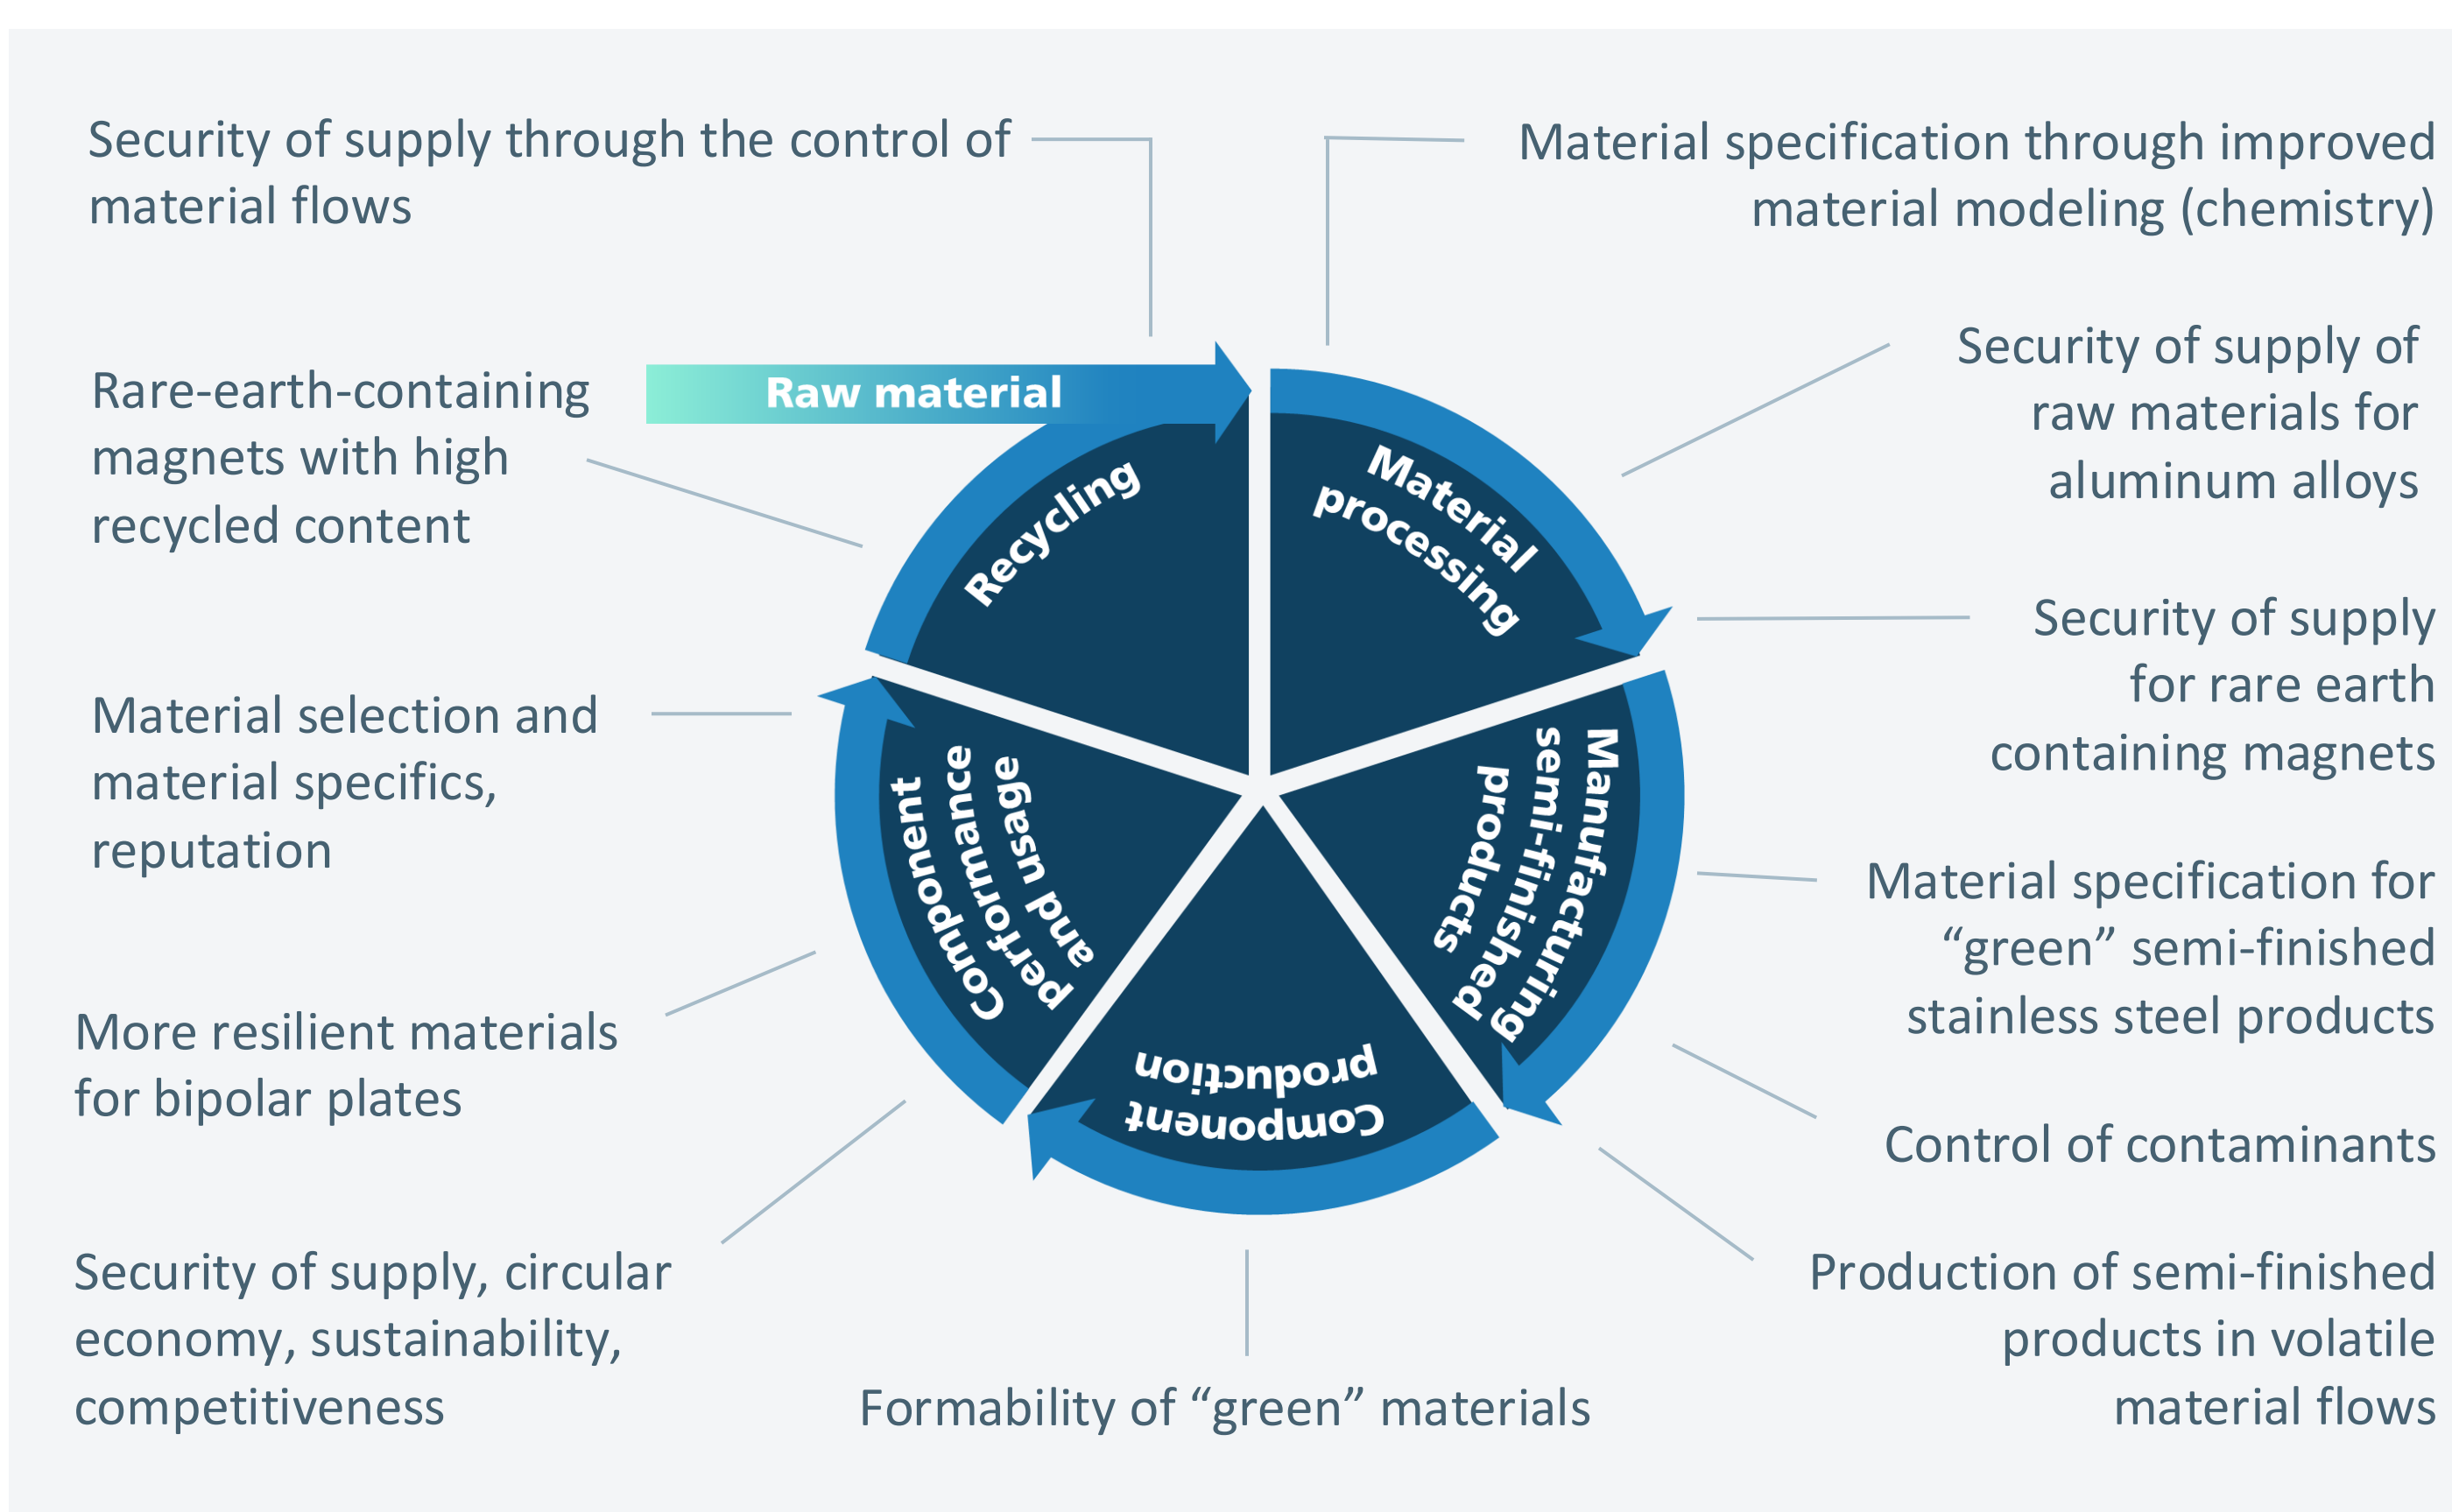 Security of supply through the control of
material flows
Material specification through improved
material modeling (chemistry)
Rare-earth-containing
magnets with high
recycled content
Raw material
Security of supply of
raw materials for
aluminum alloys
Recycling
Material
processing
Security of supply
for rare earth
containing magnets
Material selection and
material specifics,
reputation
Component
performance
and usage
Manufacturing
semi-finished
products
Material specification for
“green” semi-finished
stainless steel products
More resilient materials
for bipolar plates
Component
production
Control of contaminants
Security of supply, circular
economy, sustainability,
competitiveness
Formability of “green” materials
Production of semi-finished
products in volatile
material flows